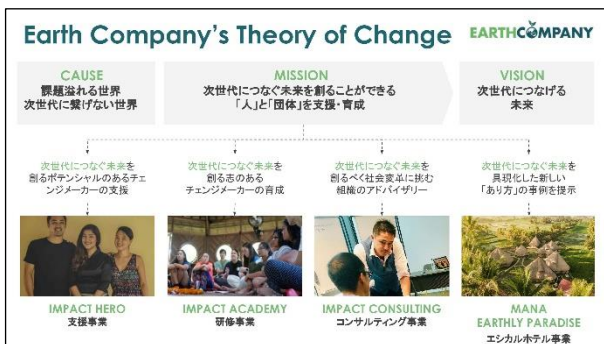 Earth Company's Theory of Change
EARTHCOMPANY
CAUSE
課題溢れる世界
次世代に繋げない世界
MISSION
次世代につなぐ未来を創ることができる
「人」と「団体」を支援・育成
VISION
次世代につなげる
未来
次世代につなぐ未来を
創るポテンシャルのあるチェ
ンジメーカーの支援
次世代につなぐ未来を
創る志のある
チェンジメーカーの育成
次世代につなぐ未来を
創るべく社会変革に挑む
組織のアドバイザリー
次世代につなぐ未来を
具現化した新しい
「あり方」の事例を提示
IMPACT HERO
支援事業
IMPACT ACADEMY
研修事業
IMPACT CONSULTING
コンサルティング事業
MANA
EARTHLY PARADISE
エシカルホテル事業